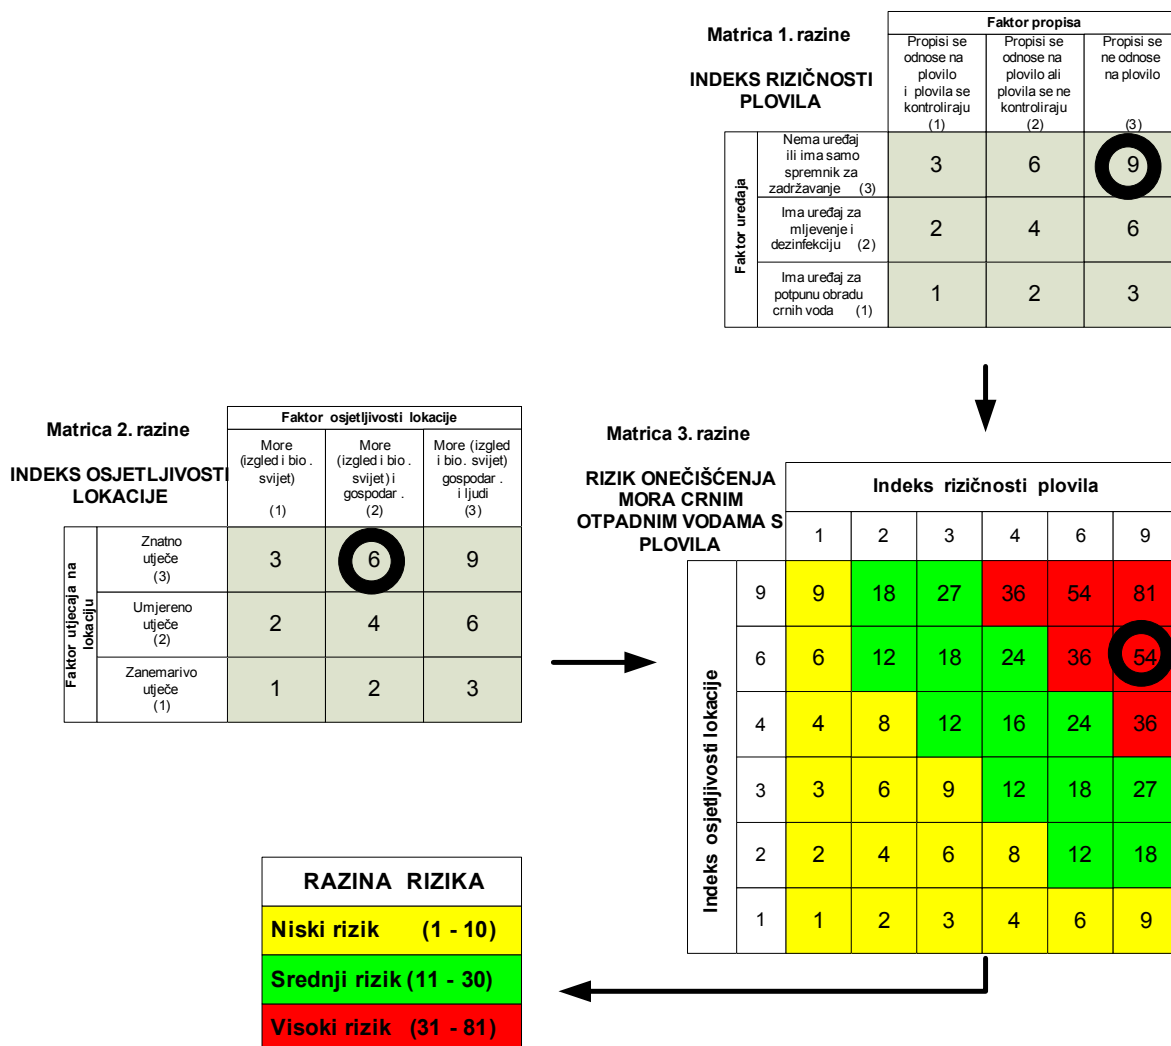 Matrica 1. razine
INDEKS RIZIČNOSTI
PLOVILA
Faktor propisa
Propisi se
odnose na
plovilo
i plovila se
kontroliraju
(1)
Propisi se
odnose na
plovilo ali
plovila se ne
kontroliraju
(2)
Propisi se
ne odnose
na plovilo
(3)
Faktor uređaja
Nema uređaj
ili ima samo
spremnik za
zadržavanje (3)
3 6 9
Ima uređaj za
mljevenje i
dezinfekciju (2)
2 4 6
Ima uređaj za
potpunu obradu
crnih voda (1)
1 2 3
Matrica 2. razine
INDEKS OSJETLJIVOSTI
LOKACIJE
Faktor osjetljivosti lokacije
More
(izgled i bio.
svijet)
(1)
More
(izgled i bio.
svijet) i
gospodar.
(2)
More (izgled
i bio. svijet)
gospodar.
i ljudi
(3)
Faktor utjecaja na
lokaciju
Znatno
utječe
(3)
3 6 9
Umjereno
utječe
(2)
2 4 6
Zanemarivo
utječe
(1)
1 2 3
Matrica 3. razine
RIZIK ONEČIŠĆENJA
MORA CRNIM
OTPADNIM VODAMA S
PLOVILA
Indeks rizičnosti plovila
1 2 3 4 6 9
Indeks osjetljivosti lokacije
9 9 18 27 36 54 81
6 6 12 18 24 36 54
4 4 8 12 16 24 36
3 3 6 9 12 18 27
2 2 4 6 8 12 18
1 1 2 3 4 6 9
RAZINA RIZIKA
Niski rizik (1 - 10)
Srednji rizik (11 - 30)
Visoki rizik (31 - 81)